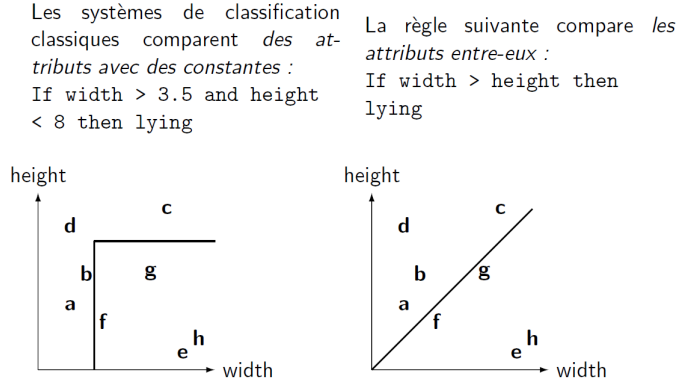 Les systèmes de classification
classiques comparent des at-
tributs avec des constantes :
If width > 3.5 and height
< 8 then lying
La règle suivante compare les
attributs entre-eux :
If width > height then
lying
height
c
d
b
g
a
f
h
e
width
height
c
d
b
g
a
f
h
e
width